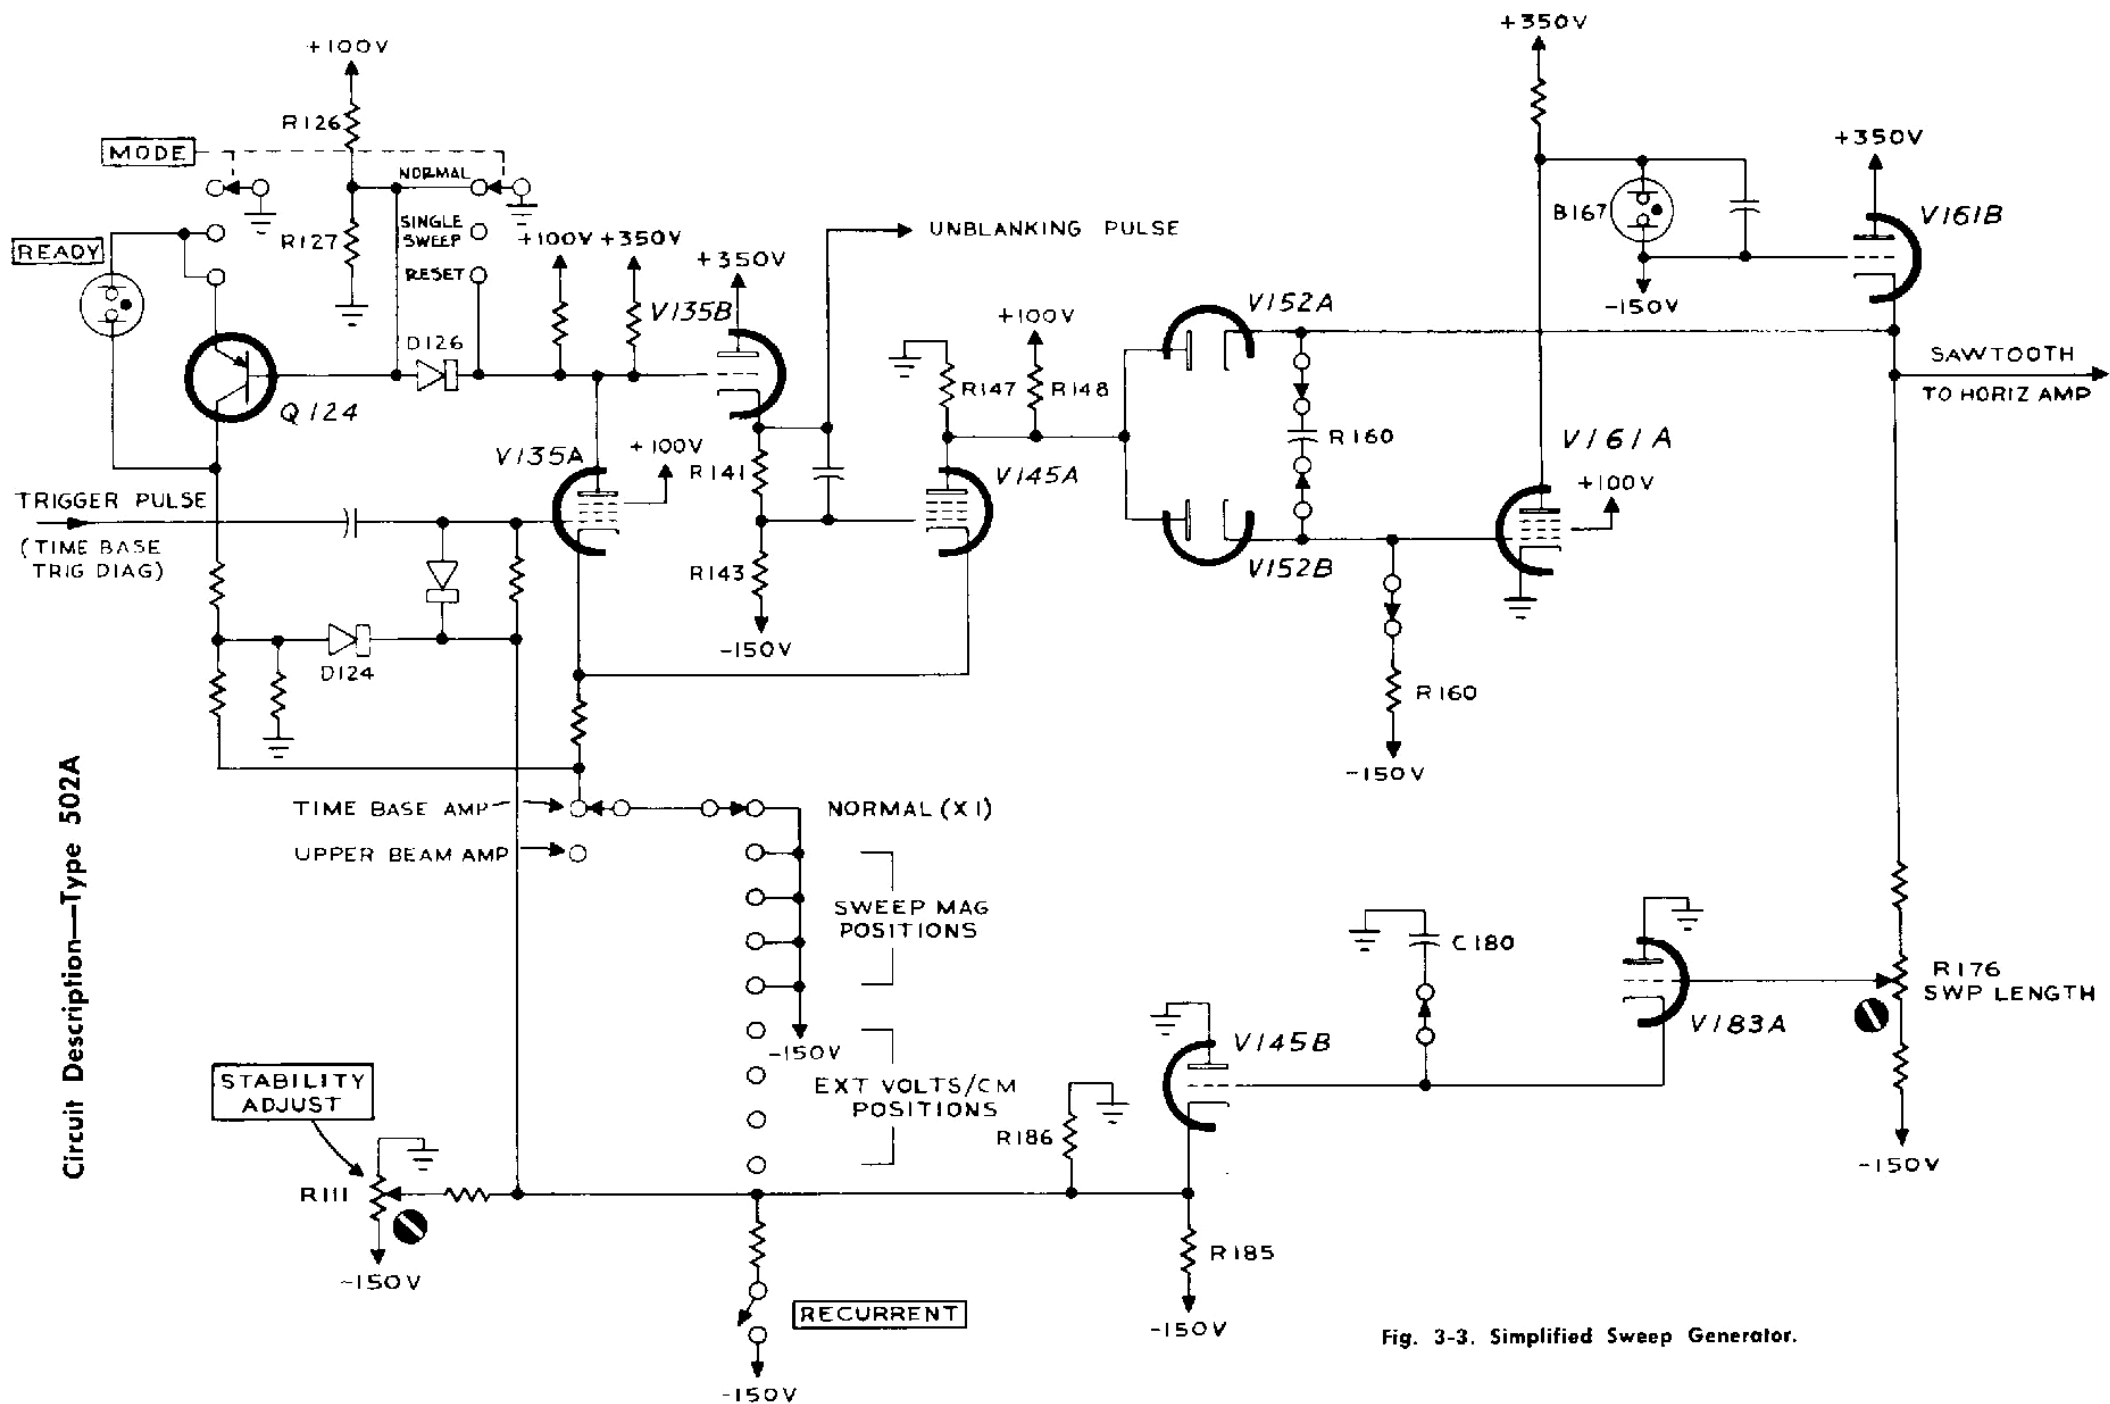 +350V
+100V
R126
MODE
NORMAL
+350V
V161B
SINGLE
SWEEP
R127
READY
+100V
+350V
UNBLANKING PULSE
B167
+350V
RESET
V135B
-150V
V152A
+100V
D126
SAWTOOTH
TO HORIZ AMP
R147
R148
Q124
V135A
+100V
R141
V145A
R160
V161A
+100V
TRIGGER PULSE
(TIME BASE
TRIG DIAG)
R143
V152B
-150V
D124
R160
-150V
Circuit Description—Type 502A
TIME BASE AMP
NORMAL (X1)
UPPER BEAM AMP
SWEEP MAG
POSITIONS
C180
R176
SWP LENGTH
V183A
-150V
V145B
STABILITY
ADJUST
EXT VOLTS/CM
POSITIONS
R186
-150V
R111
R185
-150V
RECURRENT
-150V
-150V
Fig. 3-3. Simplified Sweep Generator.